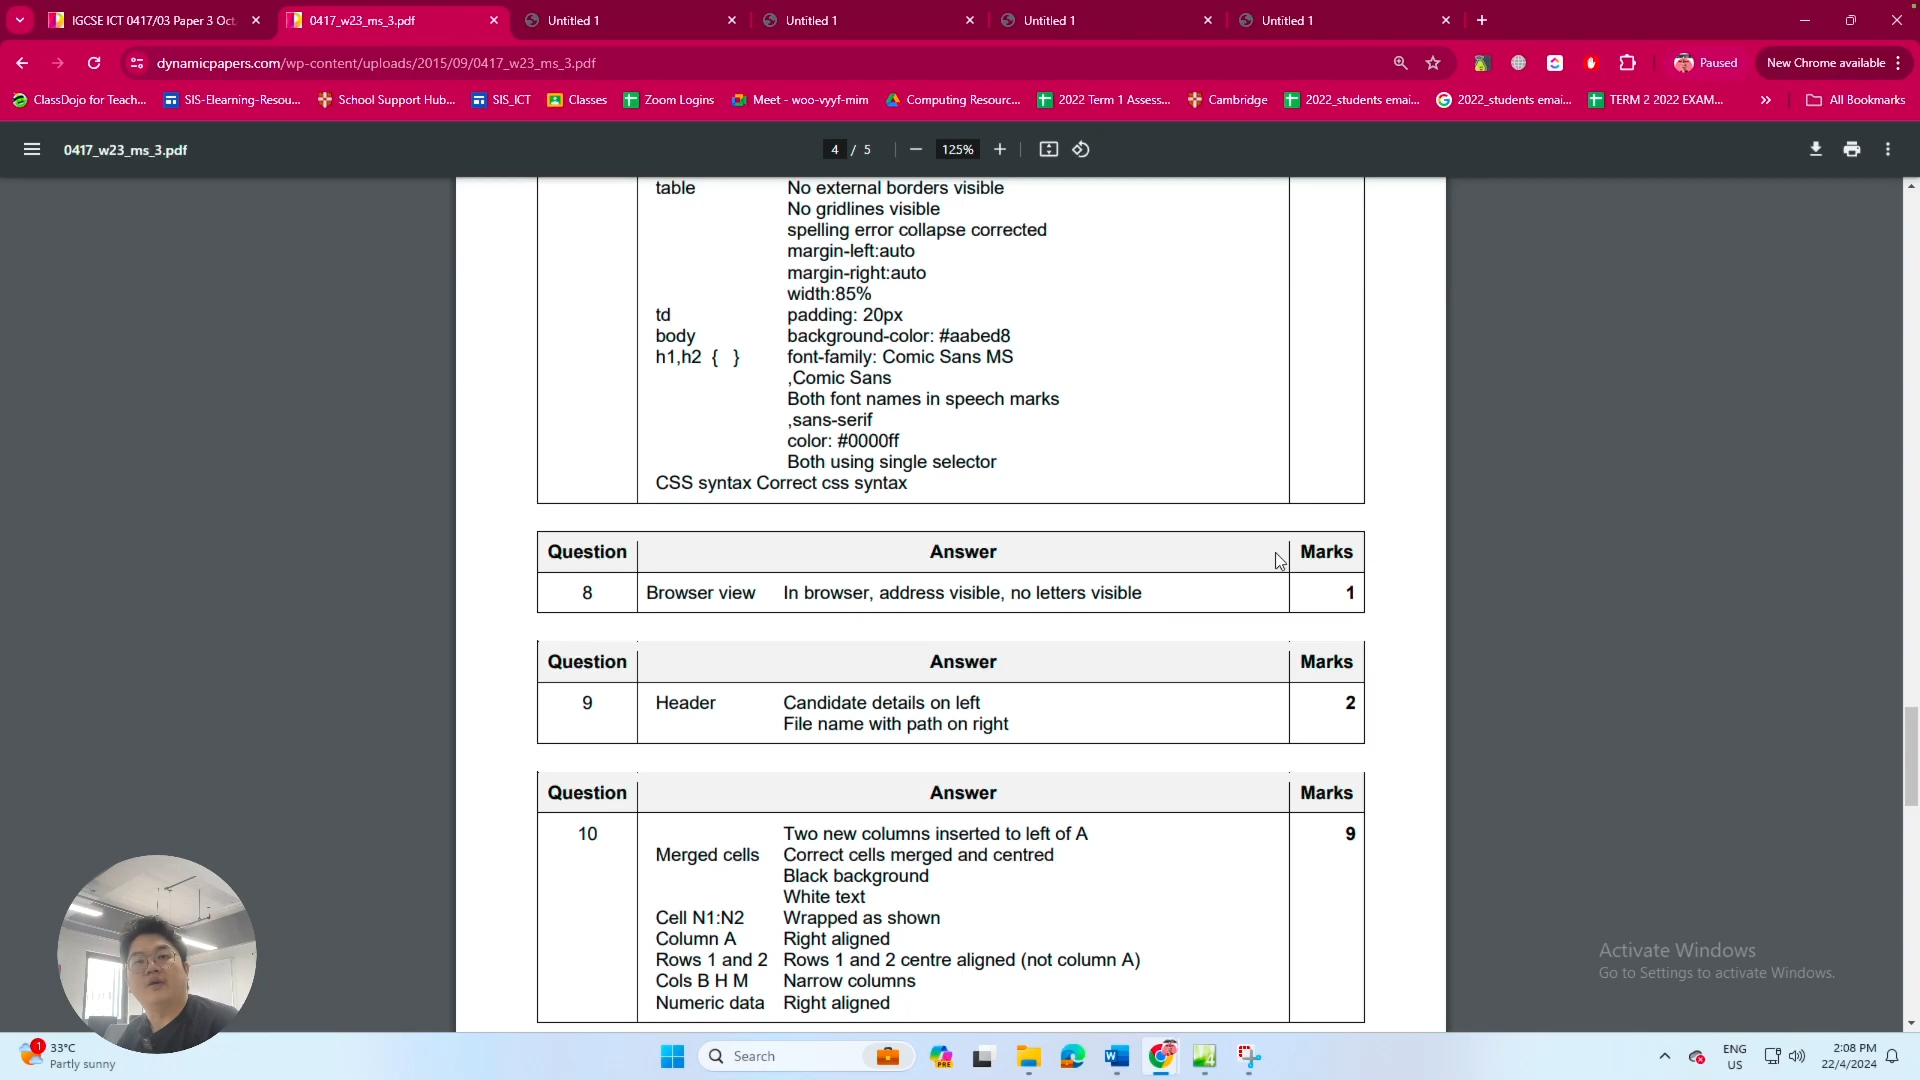 IGCSE ICT 0417/03 Paper 3 Oct
0417_w23_ms_3.pdf
Untitled 1
Untitled 1
Untitled 1
Untitled 1
dynamicpapers.com/wp-content/uploads/2015/09/0417_w23_ms_3.pdf
Paused
New Chrome available
ClassDojo for Teach...
SIS-Elearning-Resou...
School Support Hub...
SIS_ICT
Classes
Zoom Logins
Meet - woo-vyyf-mim
Computing Resourc...
2022 Term 1 Assess...
Cambridge
2022_students emai...
2022_students emai...
TERM 2 2022 EXAM...
All Bookmarks
0417_w23_ms_3.pdf
4 / 5
125%
table No external borders visible
No gridlines visible
spelling error collapse corrected
margin-left:auto
margin-right:auto
width:85%
td padding: 20px
body background-color: #aabed8
h1,h2 { } font-family: Comic Sans MS
,Comic Sans
Both font names in speech marks
,sans-serif
color: #0000ff
Both using single selector
CSS syntax Correct css syntax
Question Answer Marks
8 Browser view In browser, address visible, no letters visible 1
Question Answer Marks
9 Header Candidate details on left 2
File name with path on right
Question Answer Marks
10 Two new columns inserted to left of A 9
Merged cells Correct cells merged and centred
Black background
White text
Cell N1:N2 Wrapped as shown
Column A Right aligned
Rows 1 and 2 Rows 1 and 2 centre aligned (not column A)
Cols B H M Narrow columns
Numeric data Right aligned
Activate Windows
Go to Settings to activate Windows.
1
33°C
Partly sunny
Search
PRE
ENG
US
2:08 PM
22/4/2024